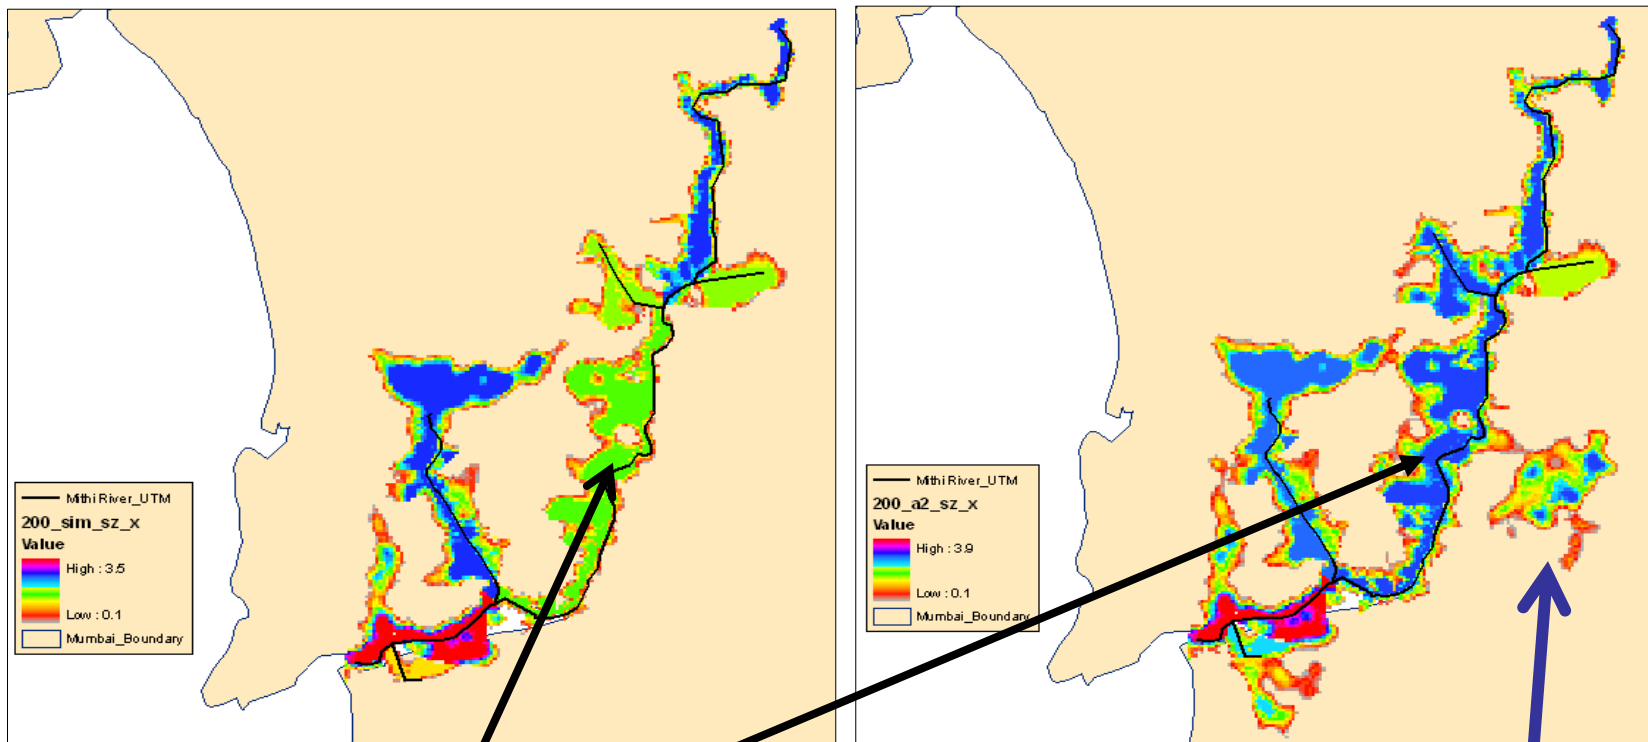 Mithi River_UTM
200_sim_sz_x
Value
High : 3.5
Low : 0.1
Mumbai_Boundary
Mithi River_UTM
200_a2_sz_x
Value
High : 3.9
Low : 0.1
Mumbai_Boundary